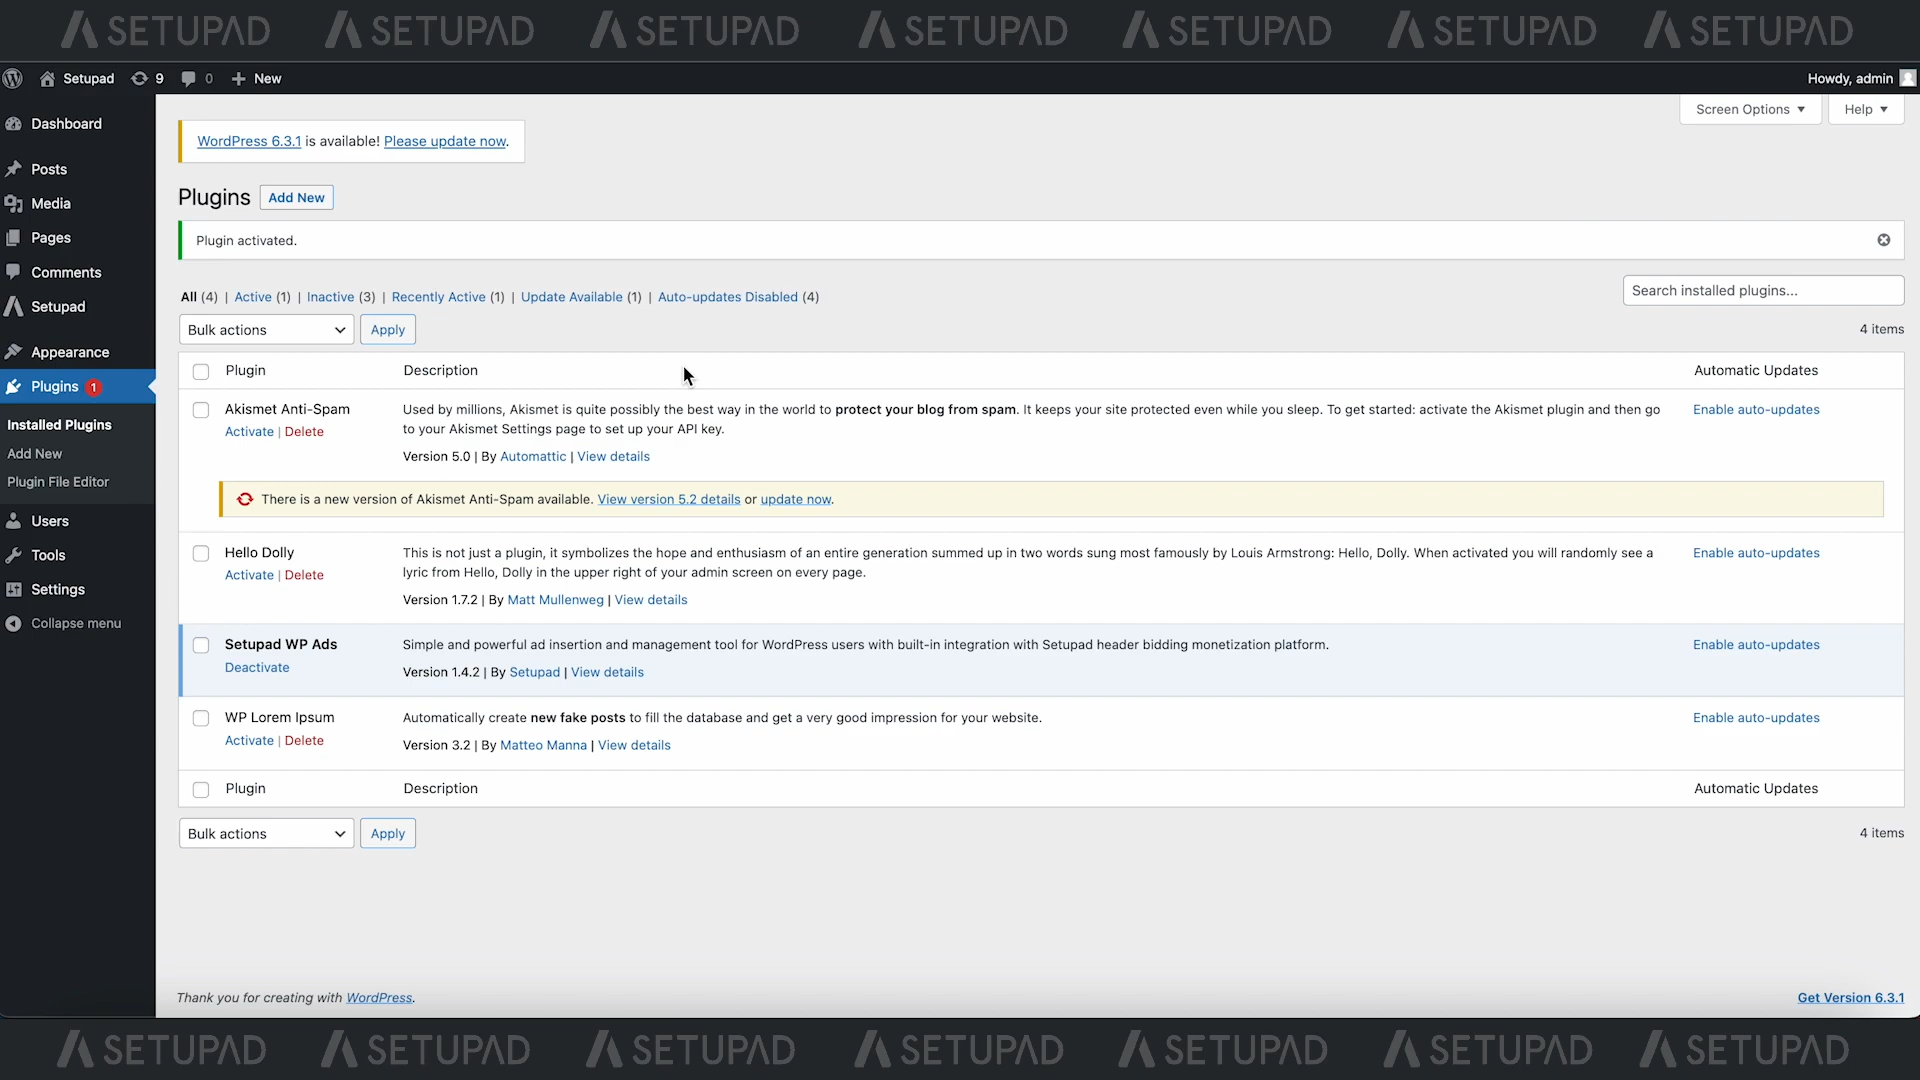 SETUPAD SETUPAD SETUPAD SETUPAD SETUPAD SETUPAD SETUPAD
Setupad 9 0 + New Howdy, admin
Screen Options ▼ Help ▼
WordPress 6.3.1 is available! Please update now.
Dashboard
Posts
Media
Pages
Comments
Setupad
Appearance
Plugins 1
Installed Plugins
Add New
Plugin File Editor
Users
Tools
Settings
Collapse menu
Plugins Add New
Plugin activated.
All (4) | Active (1) | Inactive (3) | Recently Active (1) | Update Available (1) | Auto-updates Disabled (4)
Search installed plugins...
Bulk actions Apply 4 items
Plugin Description Automatic Updates
Akismet Anti-Spam
Activate | Delete
Used by millions, Akismet is quite possibly the best way in the world to protect your blog from spam. It keeps your site protected even while you sleep. To get started: activate the Akismet plugin and then go
to your Akismet Settings page to set up your API key.
Version 5.0 | By Automattic | View details
Enable auto-updates
There is a new version of Akismet Anti-Spam available. View version 5.2 details or update now.
Hello Dolly
Activate | Delete
This is not just a plugin, it symbolizes the hope and enthusiasm of an entire generation summed up in two words sung most famously by Louis Armstrong: Hello, Dolly. When activated you will randomly see a
lyric from Hello, Dolly in the upper right of your admin screen on every page.
Version 1.7.2 | By Matt Mullenweg | View details
Enable auto-updates
Setupad WP Ads
Deactivate
Simple and powerful ad insertion and management tool for WordPress users with built-in integration with Setupad header bidding monetization platform.
Version 1.4.2 | By Setupad | View details
Enable auto-updates
WP Lorem Ipsum
Activate | Delete
Automatically create new fake posts to fill the database and get a very good impression for your website.
Version 3.2 | By Matteo Manna | View details
Enable auto-updates
Plugin Description Automatic Updates
Bulk actions Apply 4 items
Thank you for creating with WordPress. Get Version 6.3.1
SETUPAD SETUPAD SETUPAD SETUPAD SETUPAD SETUPAD SETUPAD